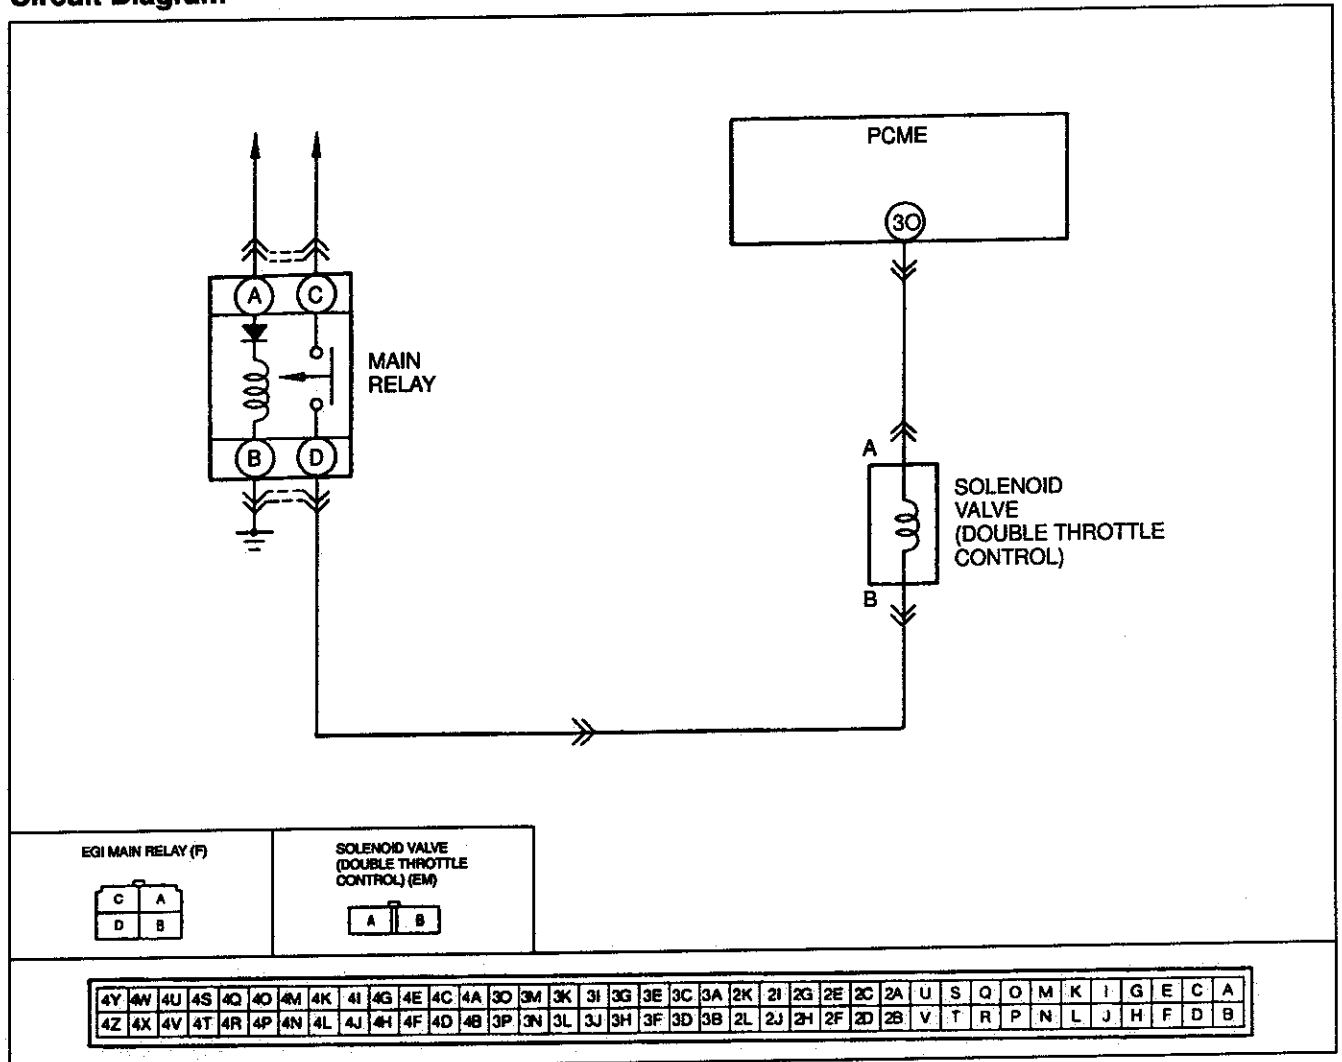 Circuit Diagram
PCME
3O
A C
MAIN
RELAY
B D
A
SOLENOID
VALVE
(DOUBLE THROTTLE
CONTROL)
B
EGI MAIN RELAY (F)
C A
D B
SOLENOID VALVE
(DOUBLE THROTTLE
CONTROL) (EM)
A B
4Y 4W 4U 4S 4Q 4O 4M 4K 4I 4G 4E 4C 4A 3O 3M 3K 3I 3G 3E 3C 3A 2K 2I 2G 2E 2C 2A U S Q O M K I G E C A
4Z 4X 4V 4T 4R 4P 4N 4L 4J 4H 4F 4D 4B 3P 3N 3L 3J 3H 3F 3D 3B 2L 2J 2H 2F 2D 2B V T R P N L J H F D B